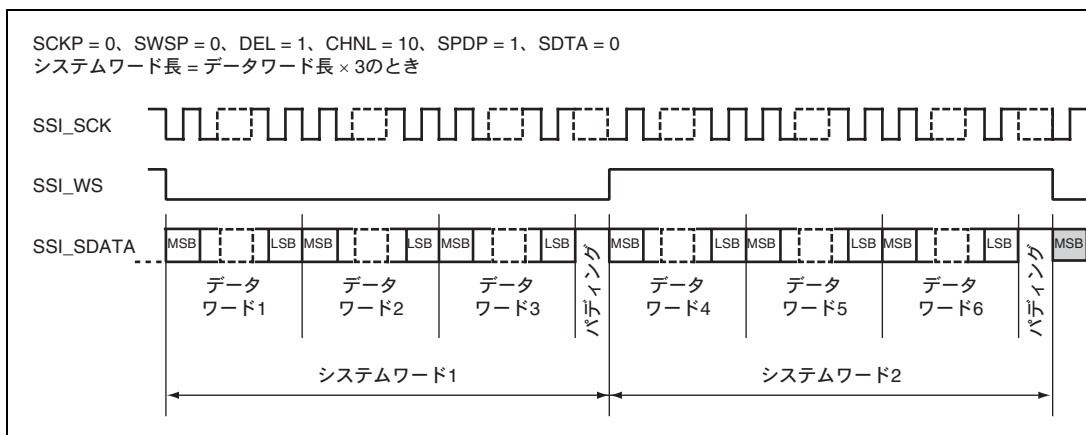 SCKP = 0、SWSP = 0、DEL = 1、CHNL = 10、SPDP = 1、SDTA = 0
システムワード長 = データワード長 × 3のとき
SSI_SCK
SSI_WS
SSI_SDATA
MSB LSB MSB LSB MSB LSB MSB LSB MSB LSB MSB LSB MSB
データ
ワード1
データ
ワード2
データ
ワード3
パディング
データ
ワード4
データ
ワード5
データ
ワード6
パディング
システムワード1
システムワード2